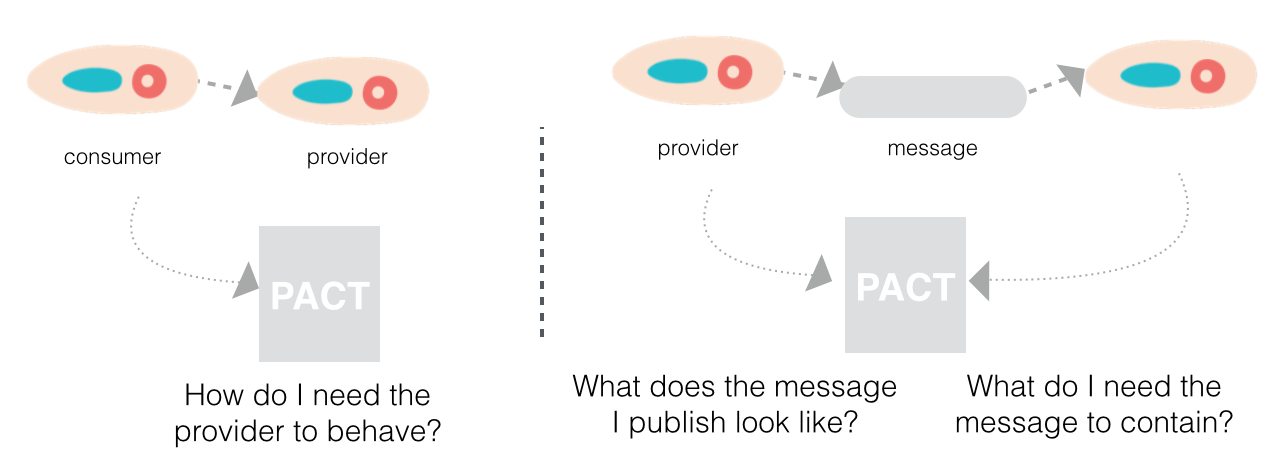 consumer
provider
PACT
How do I need the
provider to behave?
provider
message
PACT
What does the message
I publish look like?
What do I need the
message to contain?